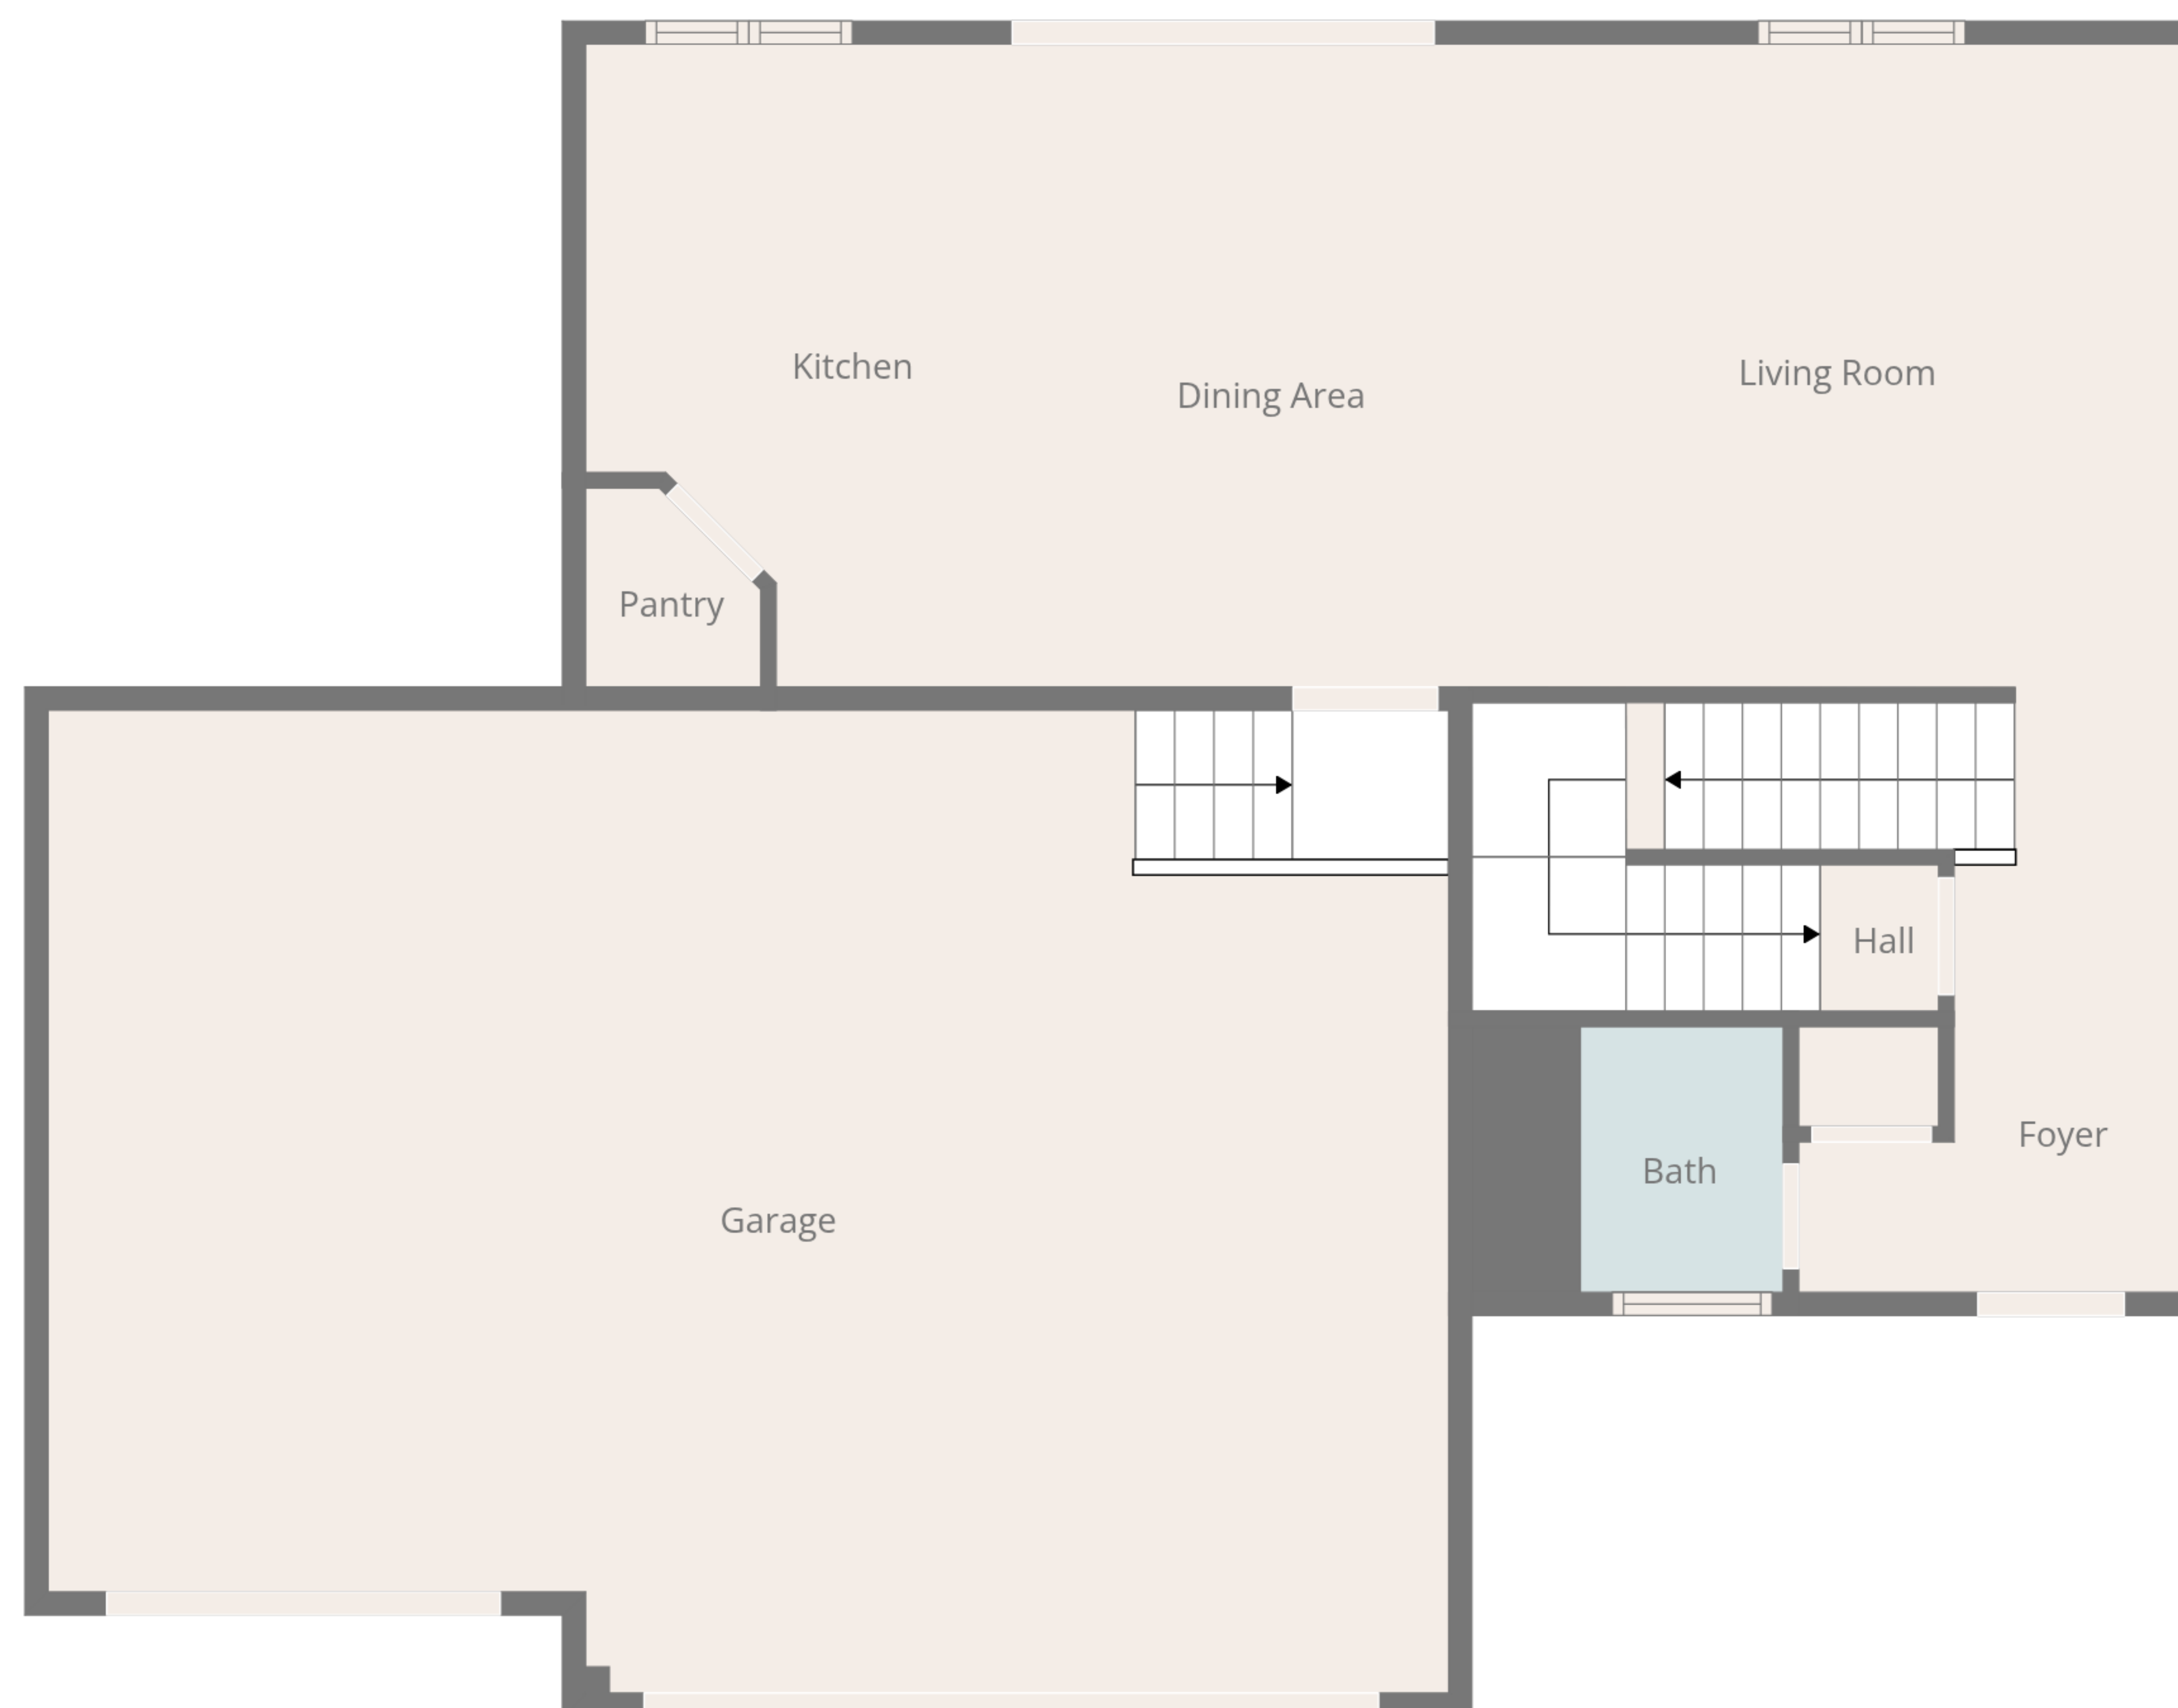 Kitchen
Dining Area
Living Room
Pantry
Hall
Foyer
Bath
Garage